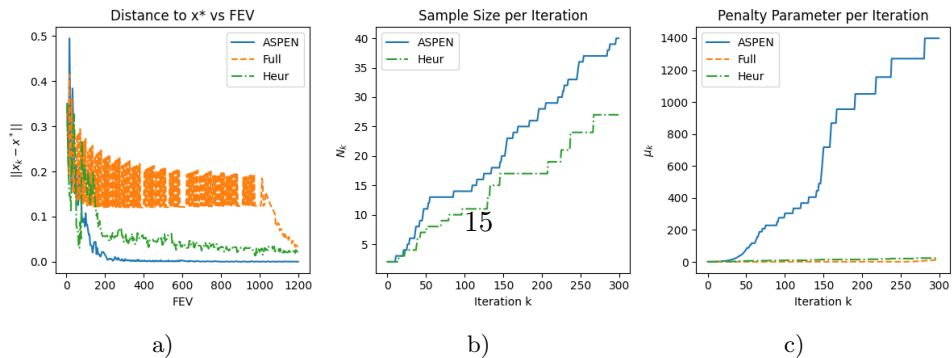 Distance to x* vs FEV
||x_k − x*||
0.5
0.4
0.3
0.2
0.1
0.0
ASPEN
Full
Heur
0 200 400 600 800 1000 1200
FEV
a)
Sample Size per Iteration
N_k
40
35
30
25
20
15
10
5
ASPEN
Heur
15
0 50 100 150 200 250 300
Iteration k
b)
Penalty Parameter per Iteration
μ_k
1400
1200
1000
800
600
400
200
0
ASPEN
Full
Heur
0 50 100 150 200 250 300
Iteration k
c)